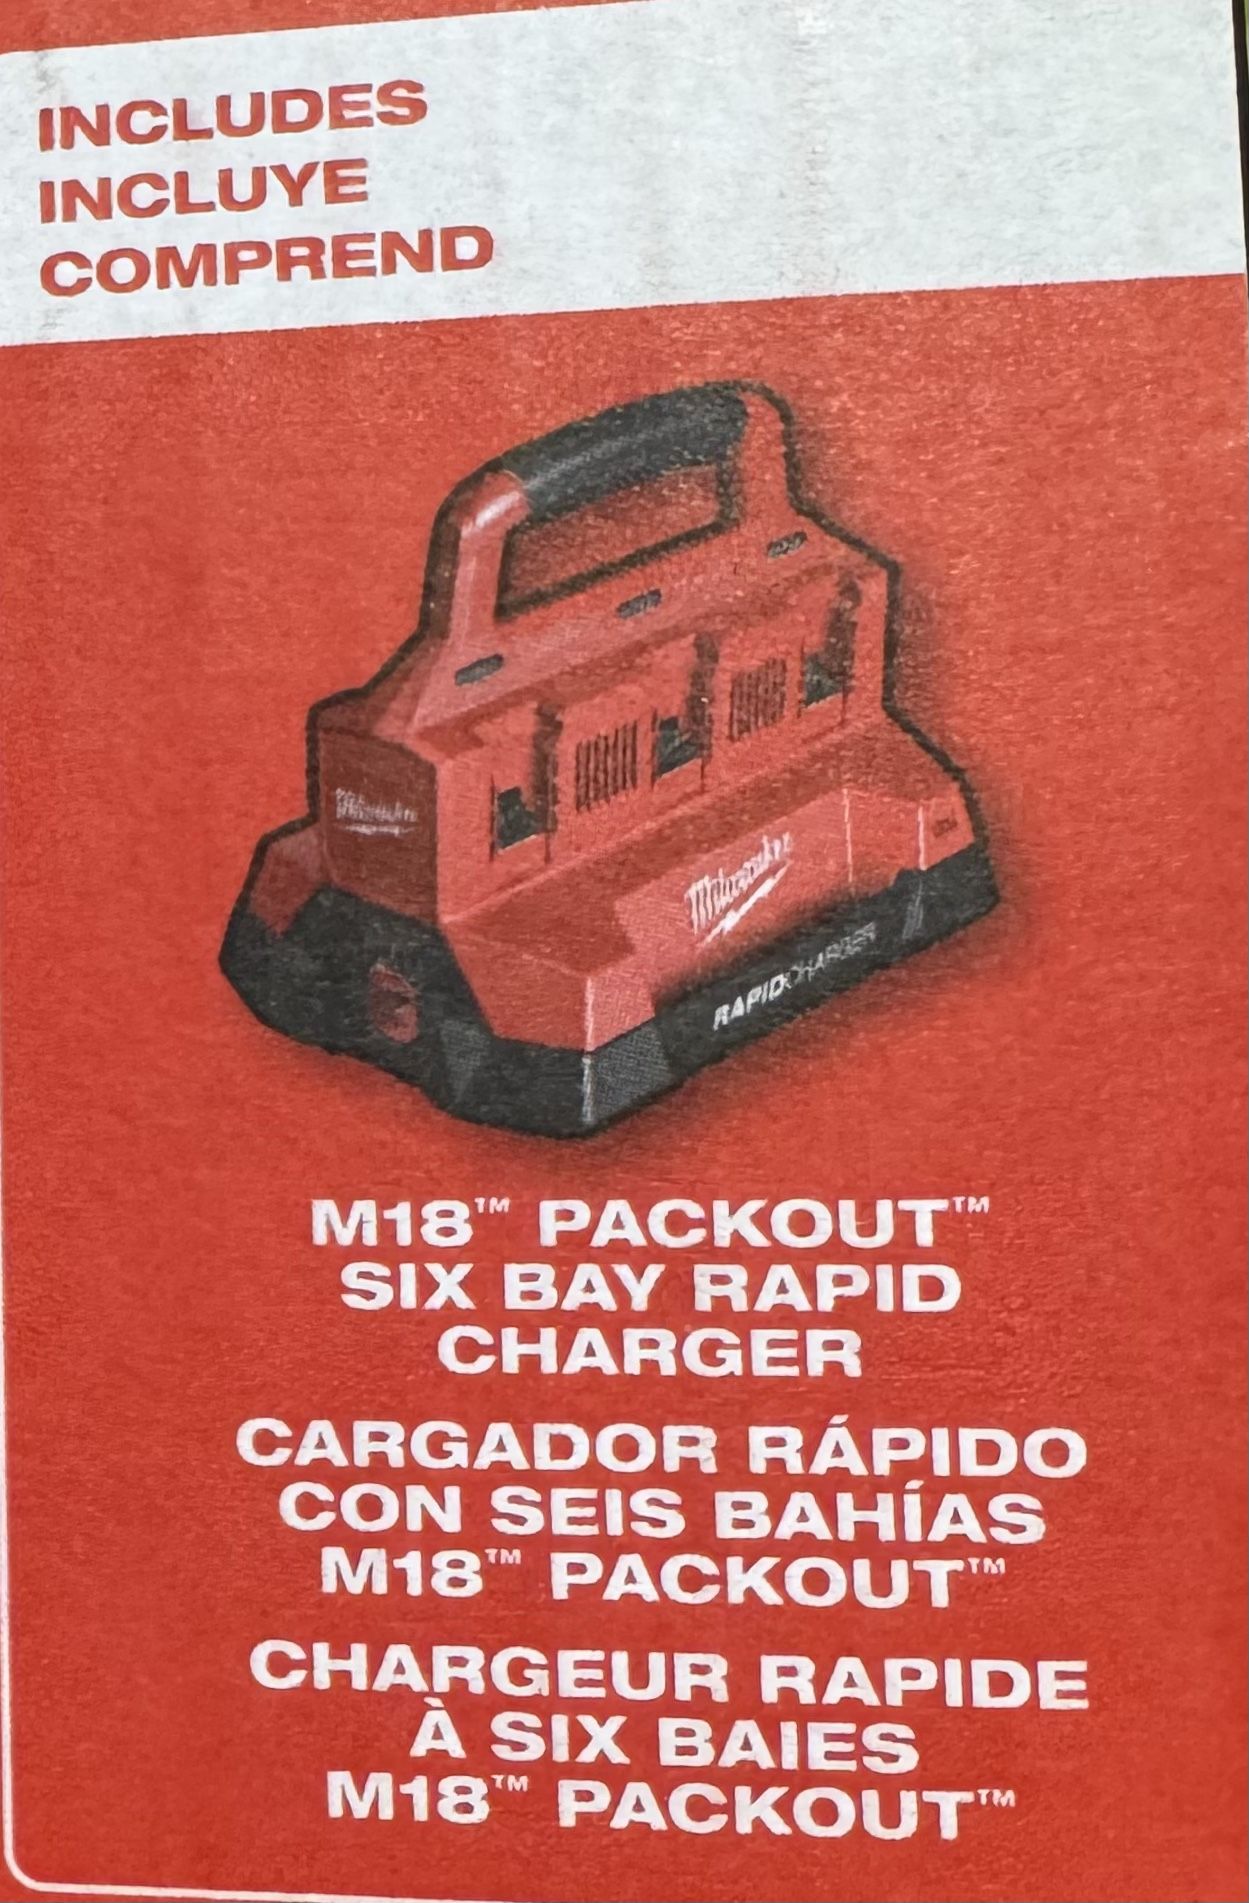 INCLUDES
INCLUYE
COMPREND
Milwaukee
Milwaukee
RAPID CHARGER
M18™ PACKOUT™
SIX BAY RAPID
CHARGER
CARGADOR RÁPIDO
CON SEIS BAHÍAS
M18™ PACKOUT™
CHARGEUR RAPIDE
À SIX BAIES
M18™ PACKOUT™